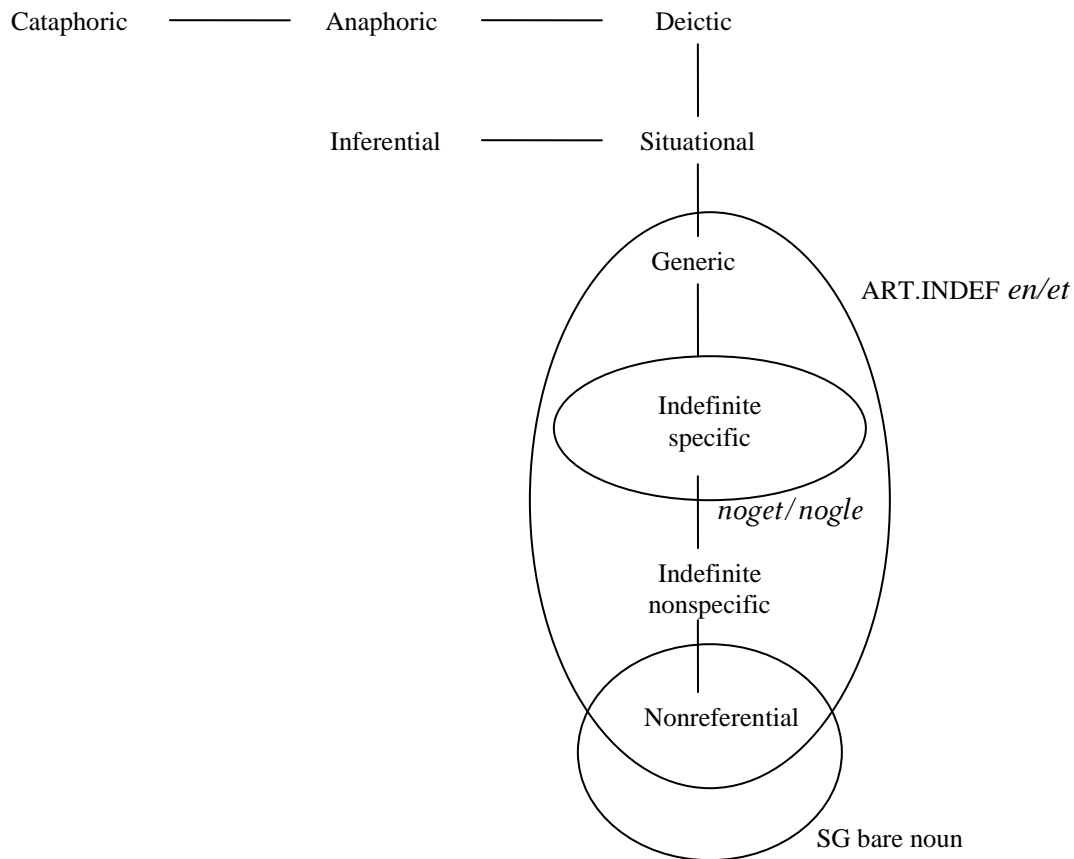 Cataphoric Anaphoric Deictic
Inferential Situational
Generic
ART.INDEF en/et
Indefinite
specific
noget/nogle
Indefinite
nonspecific
Nonreferential
SG bare noun